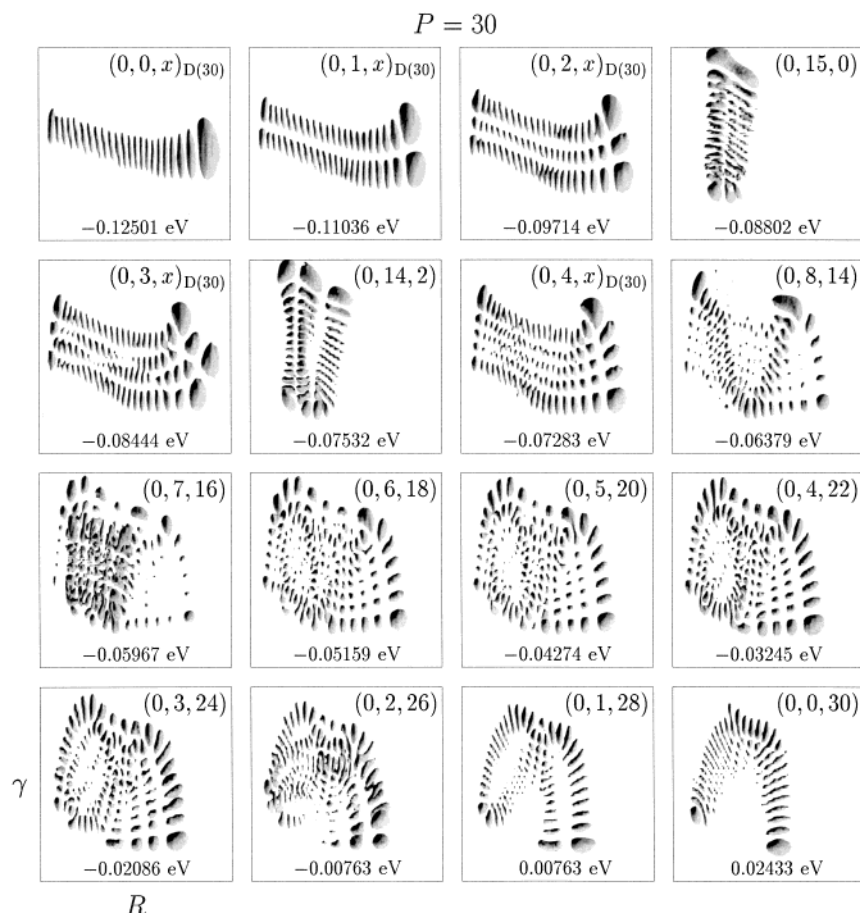 P = 30
(0, 0, x)D(30) (0, 1, x)D(30) (0, 2, x)D(30) (0, 15, 0)
−0.12501 eV −0.11036 eV −0.09714 eV −0.08802 eV
(0, 3, x)D(30) (0, 14, 2) (0, 4, x)D(30) (0, 8, 14)
−0.08444 eV −0.07532 eV −0.07283 eV −0.06379 eV
(0, 7, 16) (0, 6, 18) (0, 5, 20) (0, 4, 22)
−0.05967 eV −0.05159 eV −0.04274 eV −0.03245 eV
(0, 3, 24) (0, 2, 26) (0, 1, 28) (0, 0, 30)
γ
−0.02086 eV −0.00763 eV 0.00763 eV 0.02433 eV
R